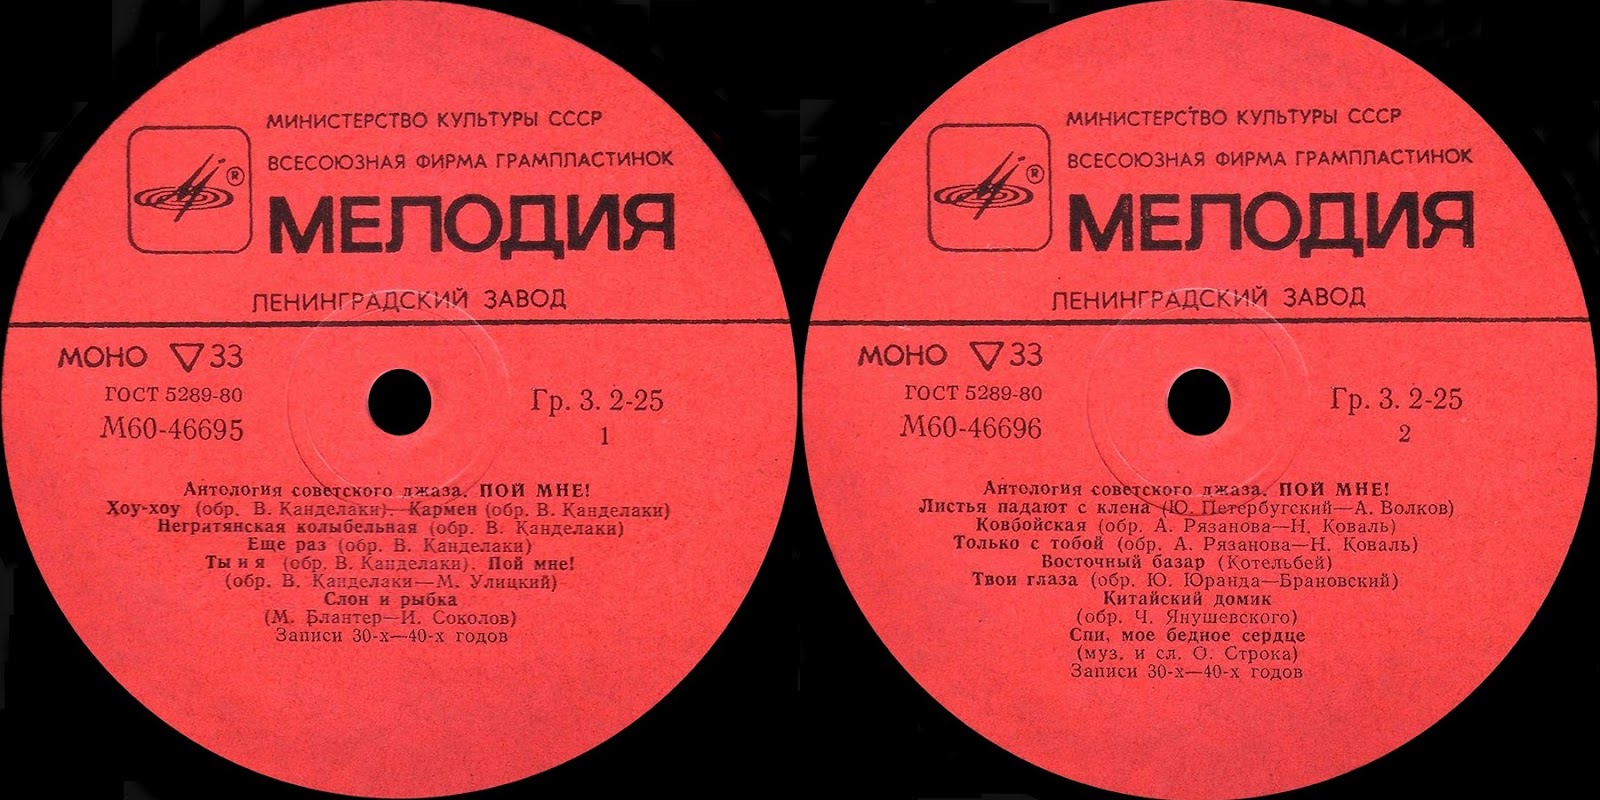 МИНИСТЕРСТВО КУЛЬТУРЫ СССР
ВСЕСОЮЗНАЯ ФИРМА ГРАМПЛАСТИНОК
®
МЕЛОДИЯ
ЛЕНИНГРАДСКИЙ ЗАВОД
МОНО ▽ 33
ГОСТ 5289-80
М60-46695
Гр. 3. 2-25
1
Антология советского джаза. ПОЙ МНЕ!
Хоу-хоу (обр. В. Канделаки). Кармен (обр. В. Канделаки)
Негритянская колыбельная (обр. В. Канделаки)
Еще раз (обр. В. Канделаки)
Ты и я (обр. В. Канделаки). Пой мне!
(обр. В. Канделаки—М. Улицкий)
Слон и рыбка
(М. Блантер—И. Соколов)
Записи 30-х—40-х годов
МИНИСТЕРСТВО КУЛЬТУРЫ СССР
ВСЕСОЮЗНАЯ ФИРМА ГРАМПЛАСТИНОК
®
МЕЛОДИЯ
ЛЕНИНГРАДСКИЙ ЗАВОД
МОНО ▽ 33
ГОСТ 5289-80
М60-46696
Гр. 3. 2-25
2
Антология советского джаза. ПОЙ МНЕ!
Листья падают с клена (Ю. Петербугский—А. Волков)
Ковбойская (обр. А. Рязанова—Н. Коваль)
Только с тобой (обр. А. Рязанова—Н. Коваль)
Восточный базар (Котельбей)
Твои глаза (обр. Ю. Юранда—Брановский)
Китайский домик
(обр. Ч. Янушевского)
Спи, мое бедное сердце
(муз. и сл. О. Строка)
Записи 30-х—40-х годов